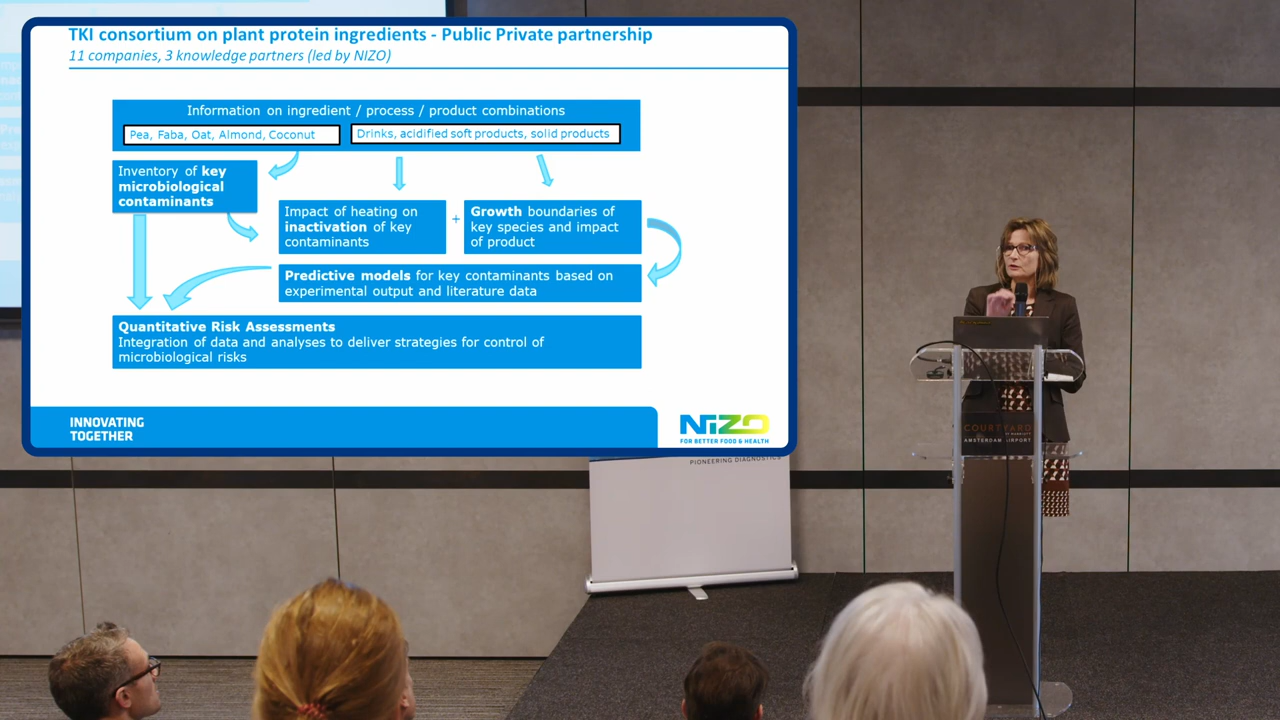 TKI consortium on plant protein ingredients - Public Private partnership
11 companies, 3 knowledge partners (led by NIZO)
Information on ingredient / process / product combinations
Pea, Faba, Oat, Almond, Coconut
Drinks, acidified soft products, solid products
Inventory of key
microbiological
contaminants
Impact of heating on
inactivation of key
contaminants
+
Growth boundaries of
key species and impact
of product
Predictive models for key contaminants based on
experimental output and literature data
Quantitative Risk Assessments
Integration of data and analyses to deliver strategies for control of
microbiological risks
INNOVATING
TOGETHER
NIZO
FOR BETTER FOOD & HEALTH
PIONEERING DIAGNOSTICS
COURTYARD
AMSTERDAM AIRPORT